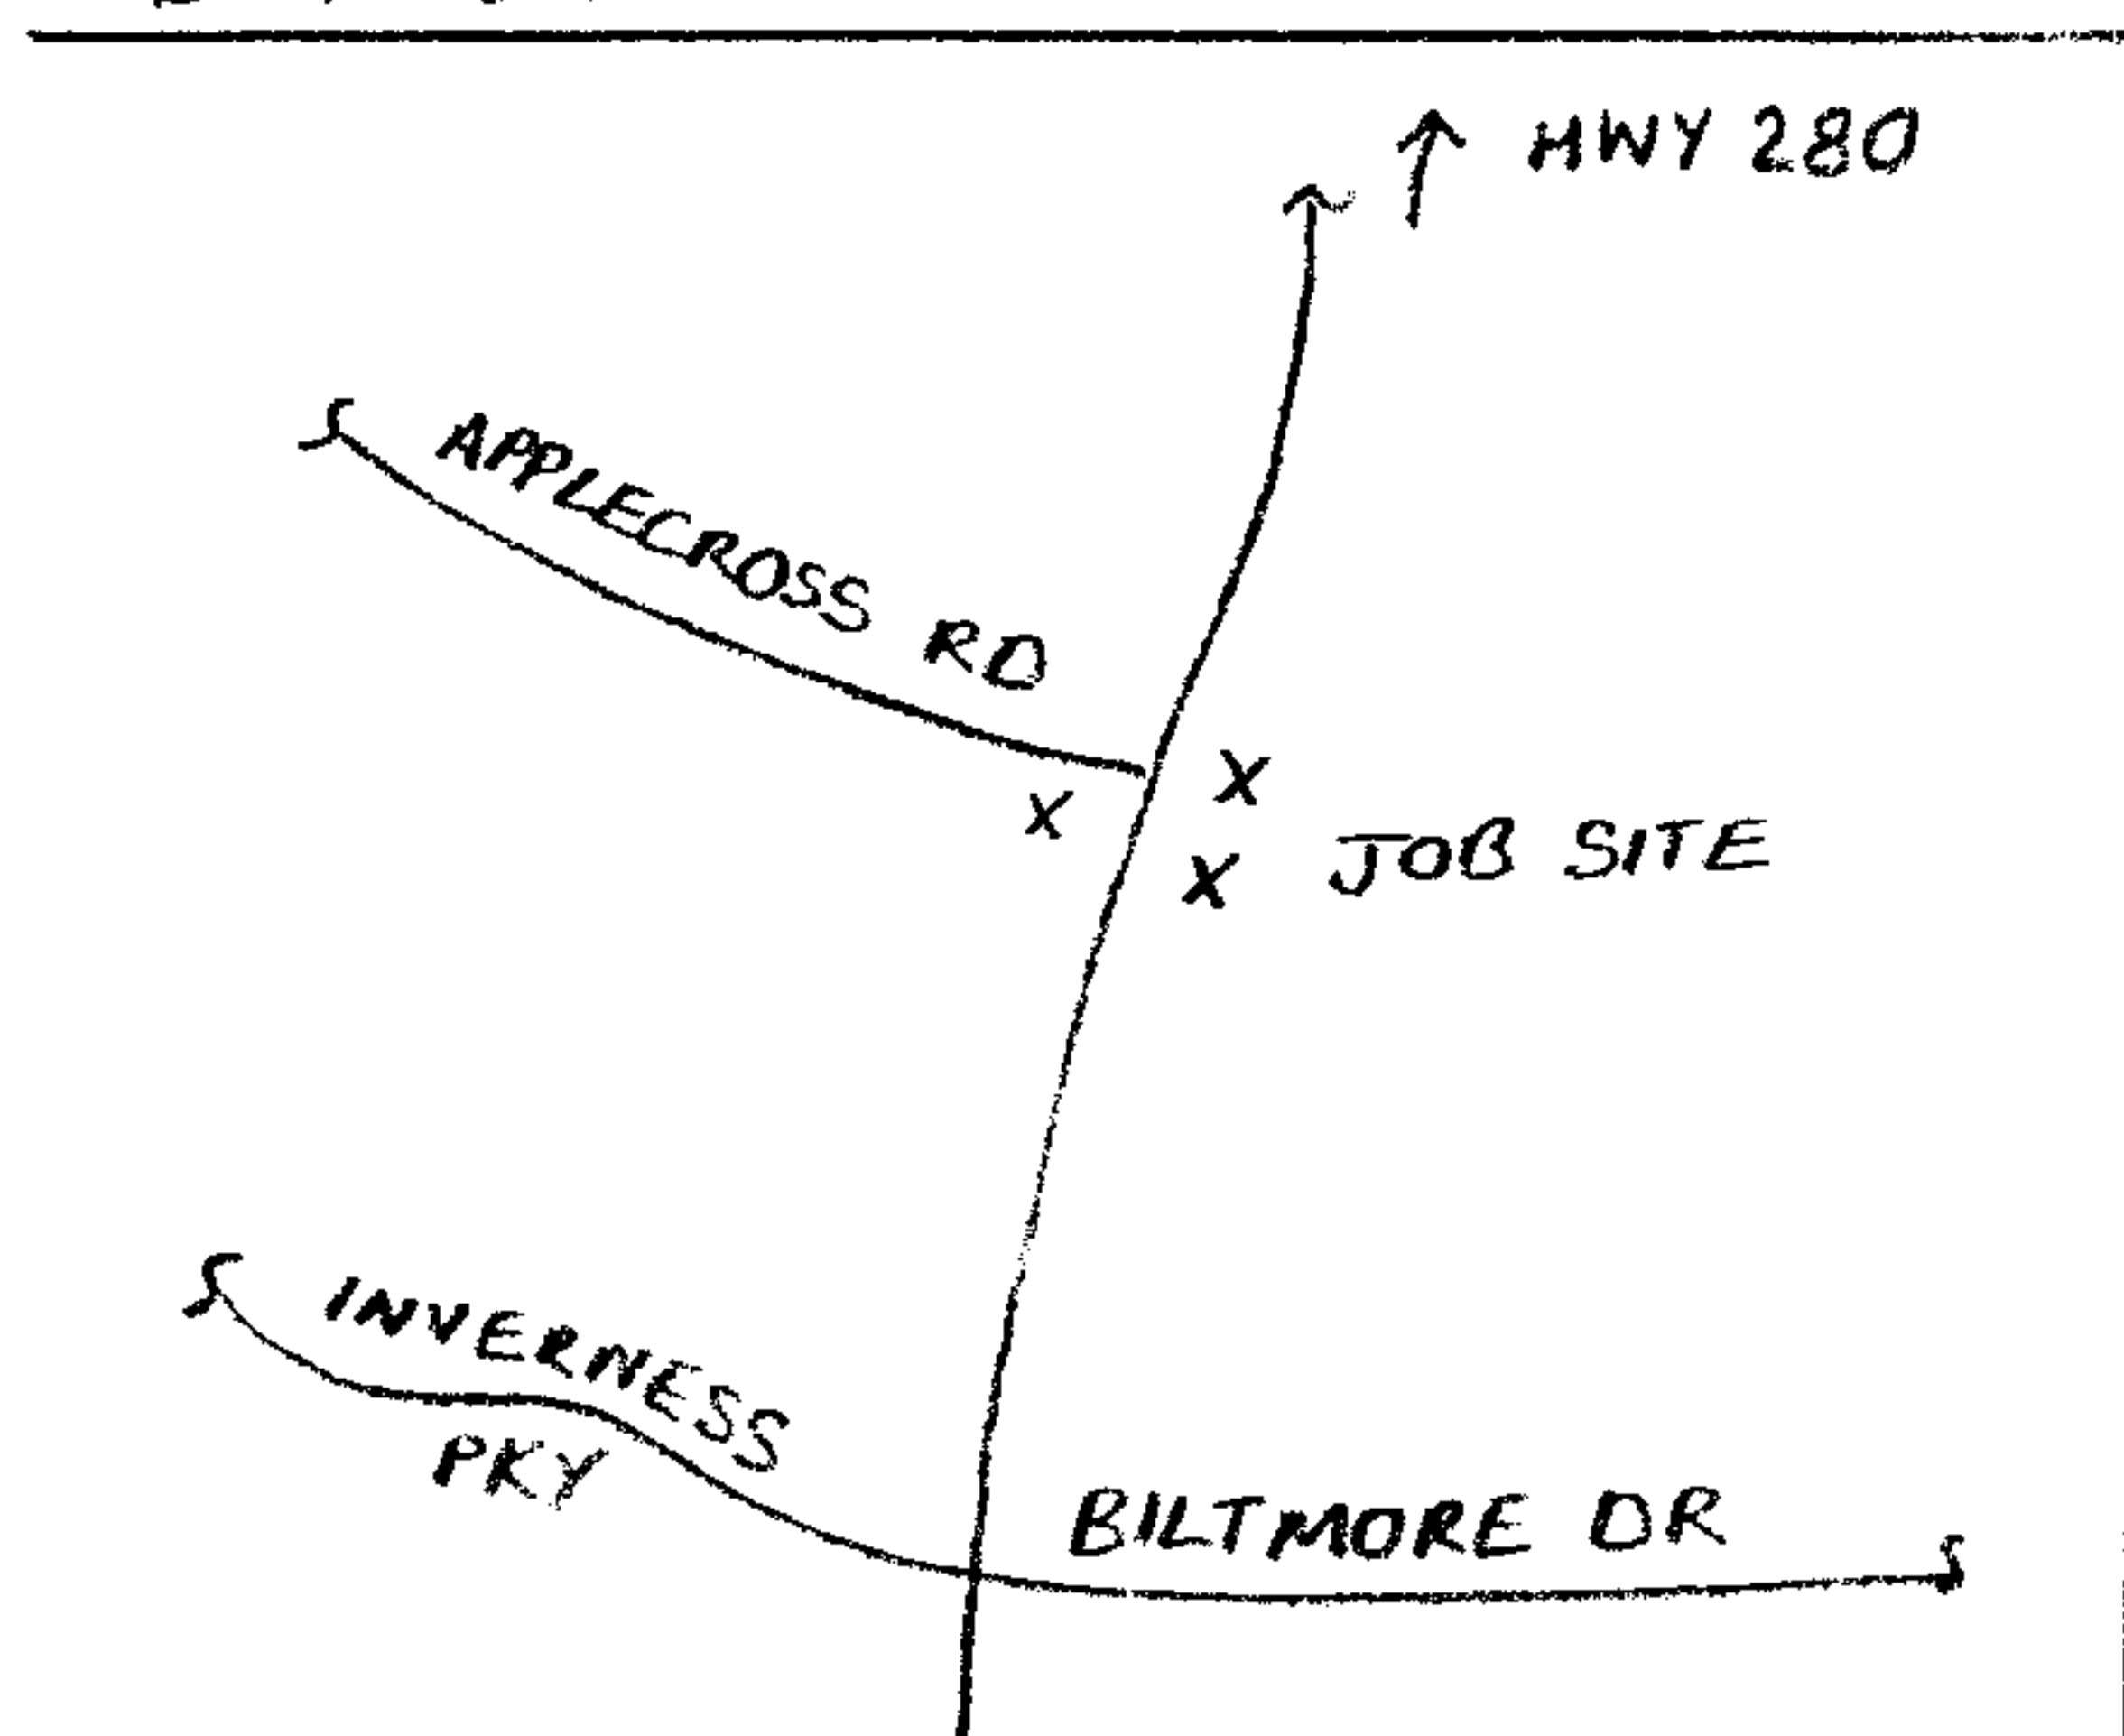 HWY 280
APPLECROSS RD
X
X
X
JOB SITE
INVERNESS
PKY
BILTMORE DR